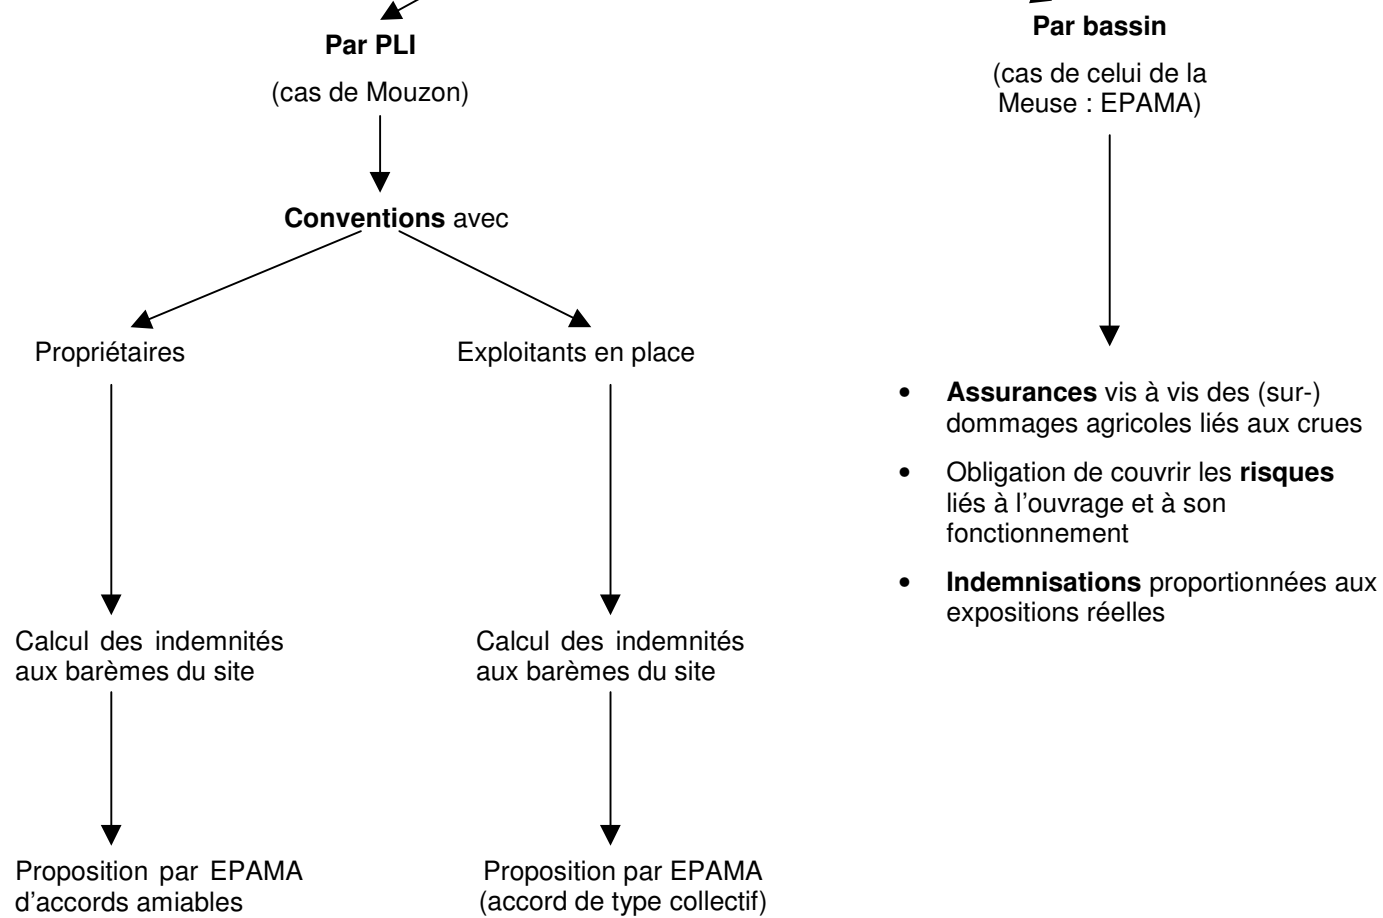 Par PLI
(cas de Mouzon)
Conventions avec
Propriétaires
Exploitants en place
Calcul des indemnités
aux barèmes du site
Calcul des indemnités
aux barèmes du site
Proposition par EPAMA
d'accords amiables
Proposition par EPAMA
(accord de type collectif)
Par bassin
(cas de celui de la
Meuse : EPAMA)
• Assurances vis à vis des (sur-)
dommages agricoles liés aux crues
• Obligation de couvrir les risques
liés à l'ouvrage et à son
fonctionnement
• Indemnisations proportionnées aux
expositions réelles